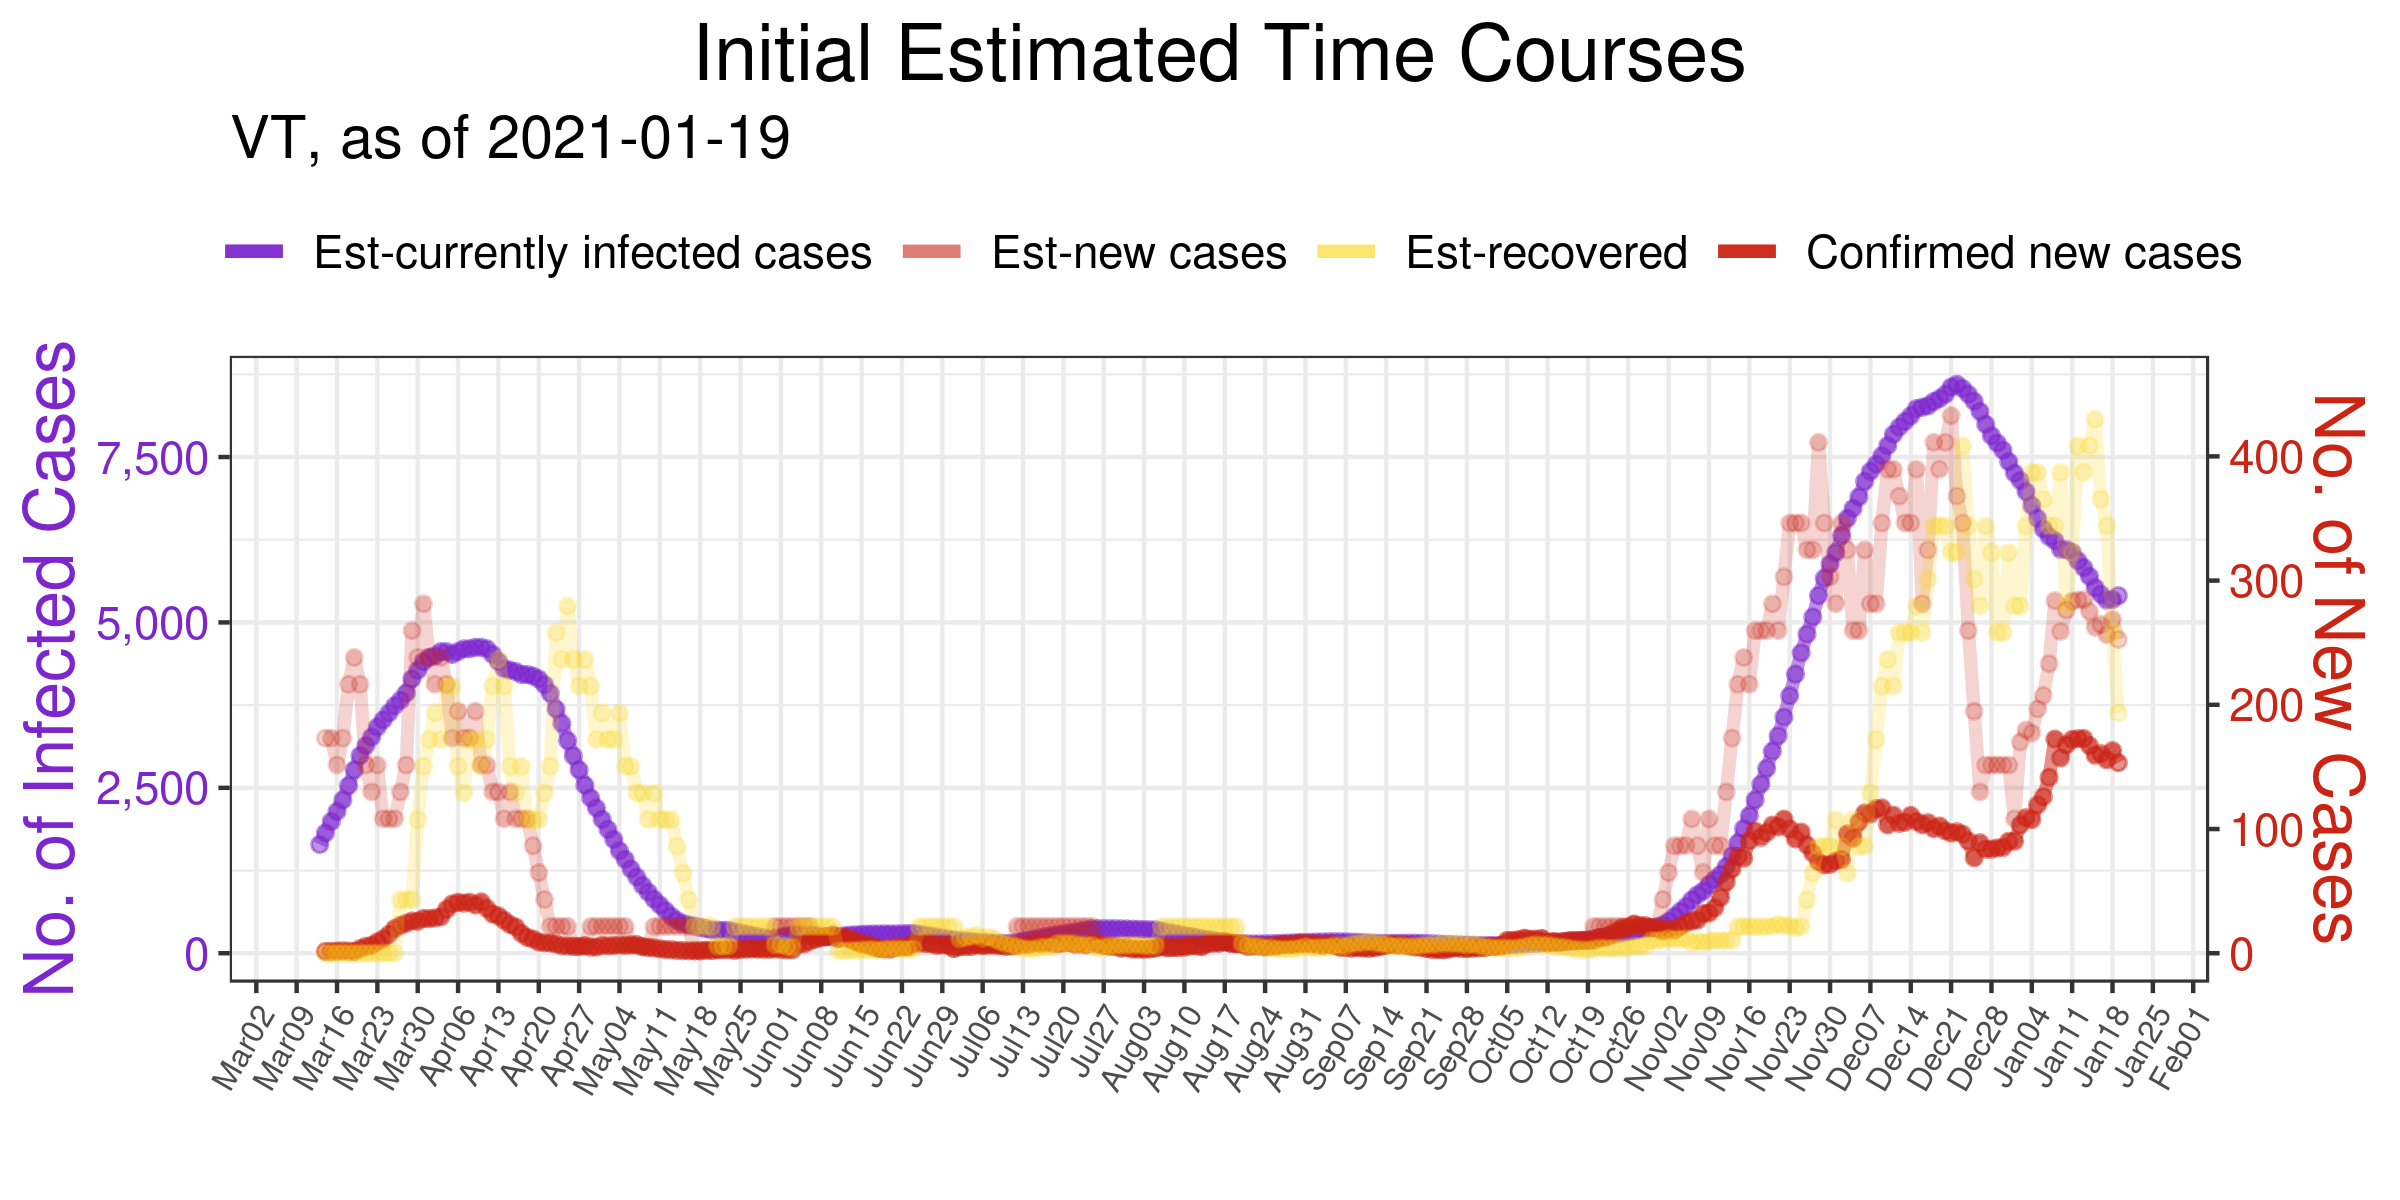 Initial Estimated Time Courses
VT, as of 2021-01-19
Est-currently infected cases Est-new cases Est-recovered Confirmed new cases
No. of Infected Cases
7,500
5,000
2,500
0
400
300
200
100
0
No. of New Cases
Mar02 Mar09 Mar16 Mar23 Mar30 Apr06 Apr13 Apr20 Apr27 May04 May11 May18 May25 Jun01 Jun08 Jun15 Jun22 Jun29 Jul06 Jul13 Jul20 Jul27 Aug03 Aug10 Aug17 Aug24 Aug31 Sep07 Sep14 Sep21 Sep28 Oct05 Oct12 Oct19 Oct26 Nov02 Nov09 Nov16 Nov23 Nov30 Dec07 Dec14 Dec21 Dec28 Jan04 Jan11 Jan18 Jan25 Feb01